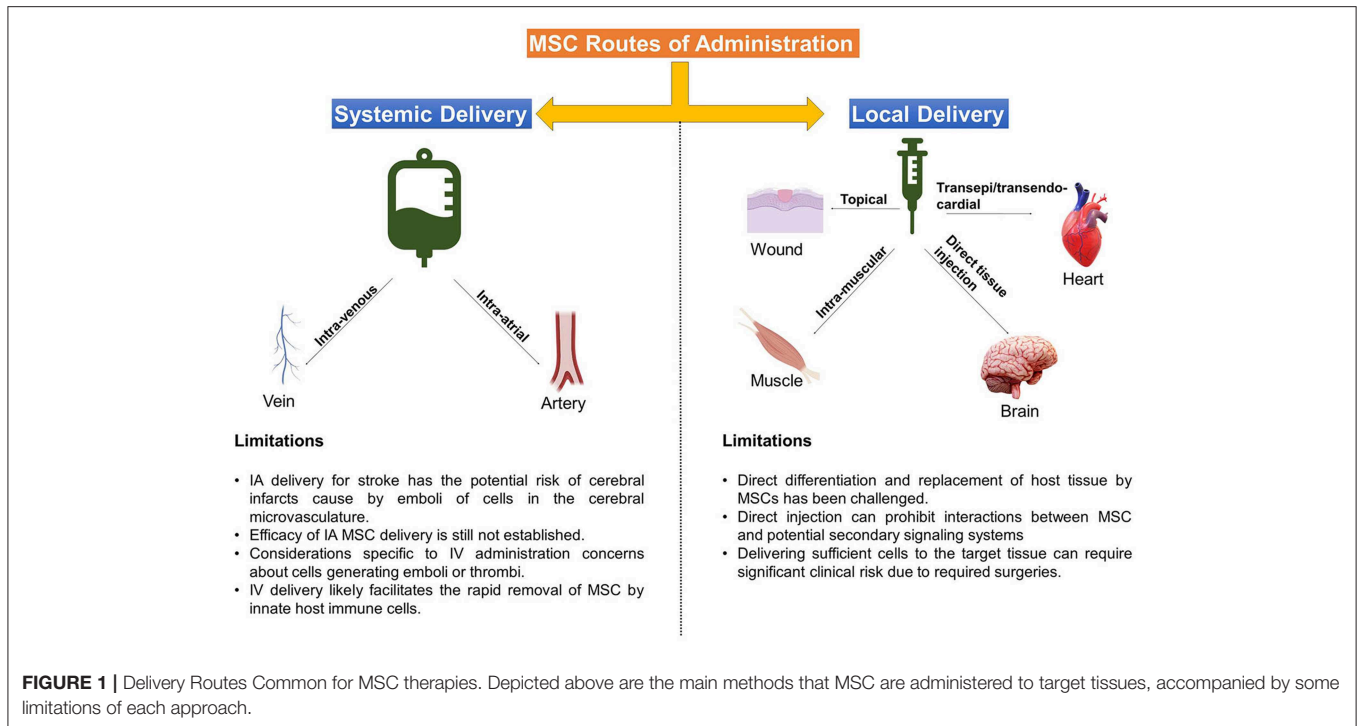 MSC Routes of Administration
Systemic Delivery
Local Delivery
Intra-venous
Intra-atrial
Vein
Artery
Topical
Transepi/transendo-
cardial
Wound
Heart
Intra-muscular
Direct tissue
injection
Muscle
Brain
Limitations
• IA delivery for stroke has the potential risk of cerebral
infarcts cause by emboli of cells in the cerebral
microvasculature.
• Efficacy of IA MSC delivery is still not established.
• Considerations specific to IV administration concerns
about cells generating emboli or thrombi.
• IV delivery likely facilitates the rapid removal of MSC by
innate host immune cells.
Limitations
• Direct differentiation and replacement of host tissue by
MSCs has been challenged.
• Direct injection can prohibit interactions between MSC
and potential secondary signaling systems
• Delivering sufficient cells to the target tissue can require
significant clinical risk due to required surgeries.
FIGURE 1 | Delivery Routes Common for MSC therapies. Depicted above are the main methods that MSC are administered to target tissues, accompanied by some
limitations of each approach.